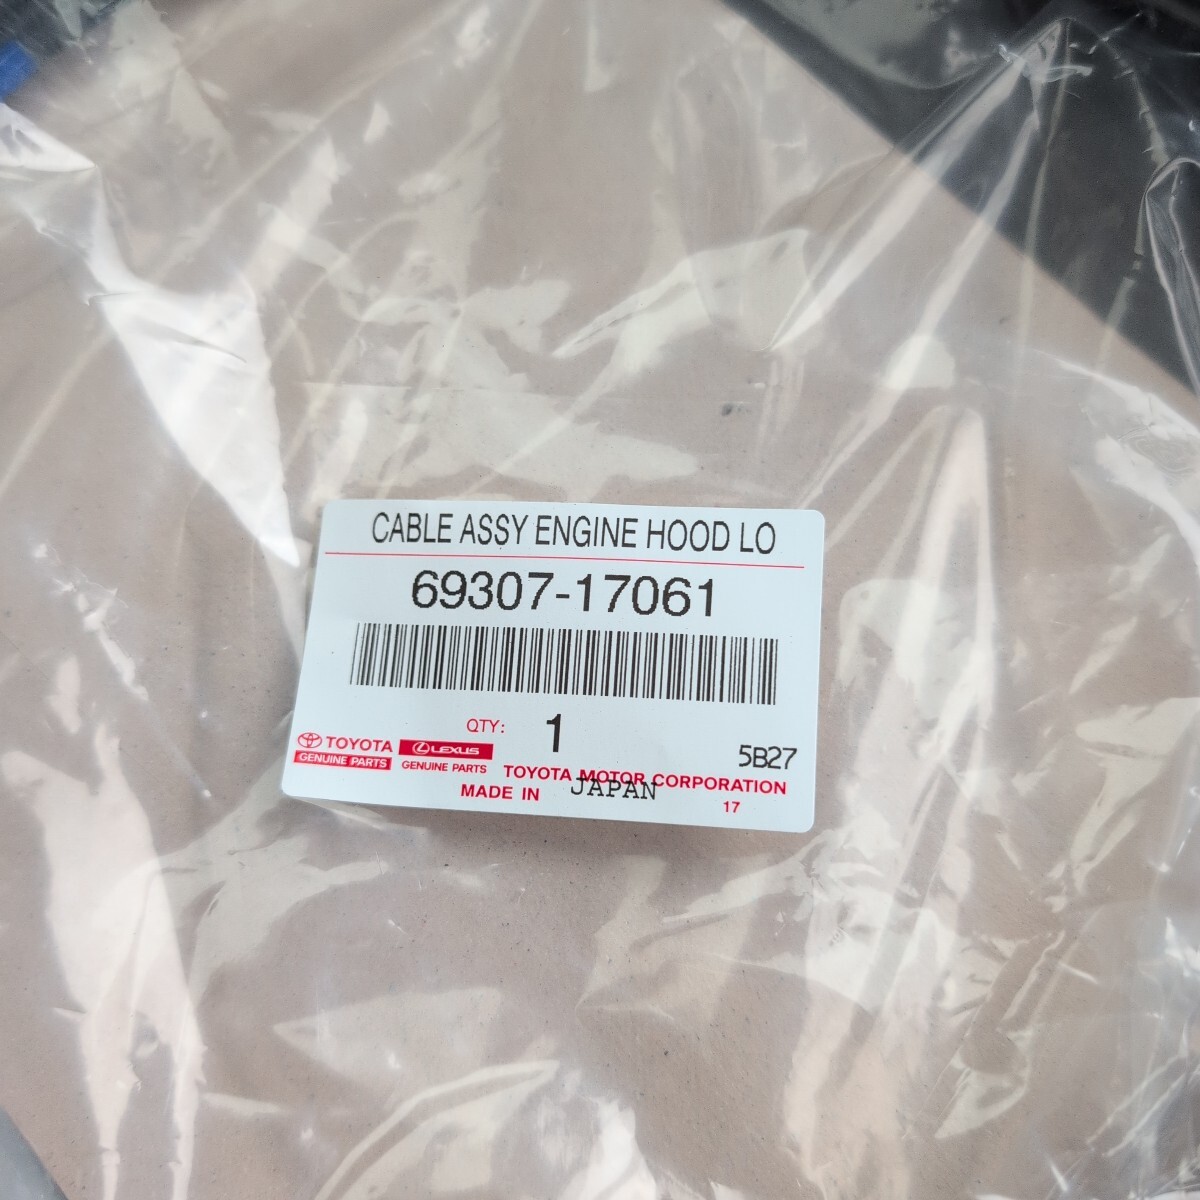 CABLE ASSY ENGINE HOOD LO
69307-17061
QTY: 1
5B27
TOYOTA
GENUINE PARTS
LEXUS
GENUINE PARTS
TOYOTA MOTOR CORPORATION
MADE IN JAPAN
17